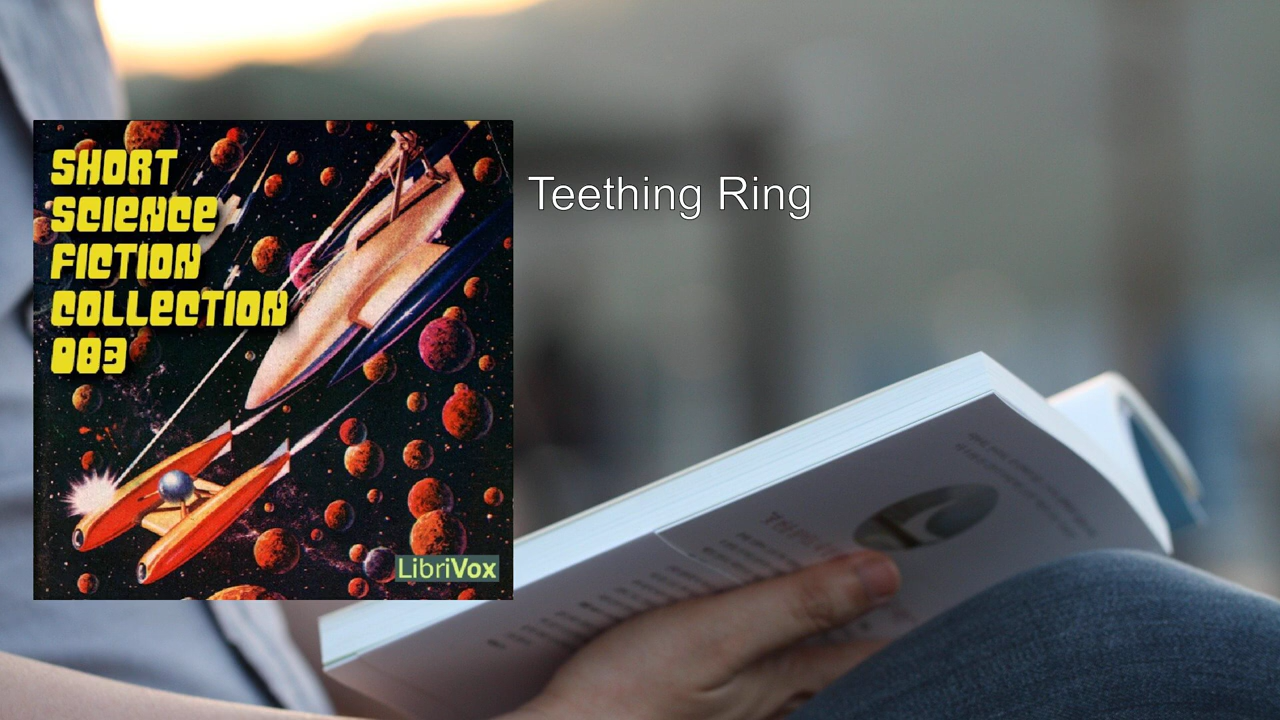 SHORT
SCIENCE
FICTION
COLLECTION
083
LibriVox
Teething Ring